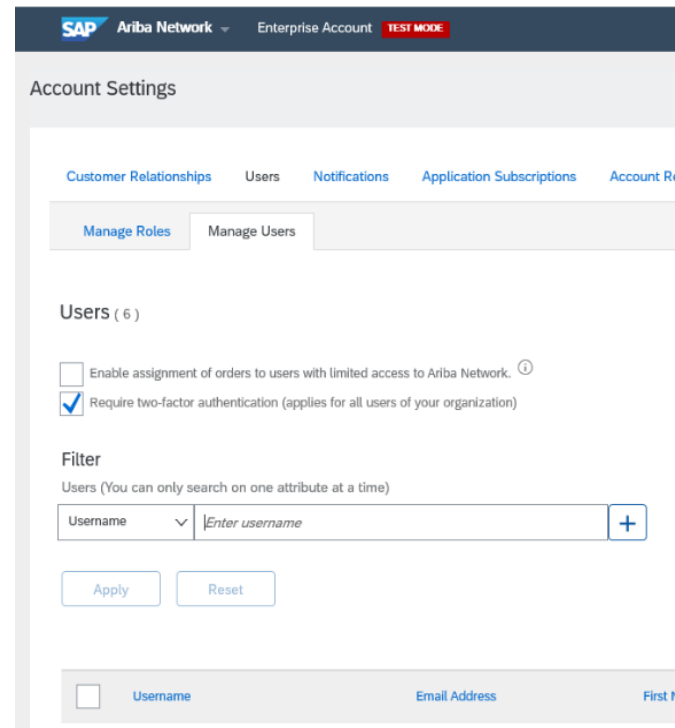 SAP Ariba Network Enterprise Account TEST MODE
Account Settings
Customer Relationships Users Notifications Application Subscriptions Account
Manage Roles Manage Users
Users ( 6 )
Enable assignment of orders to users with limited access to Ariba Network.
Require two-factor authentication (applies for all users of your organization)
Filter
Users (You can only search on one attribute at a time)
Username Enter username +
Apply Reset
Username Email Address First